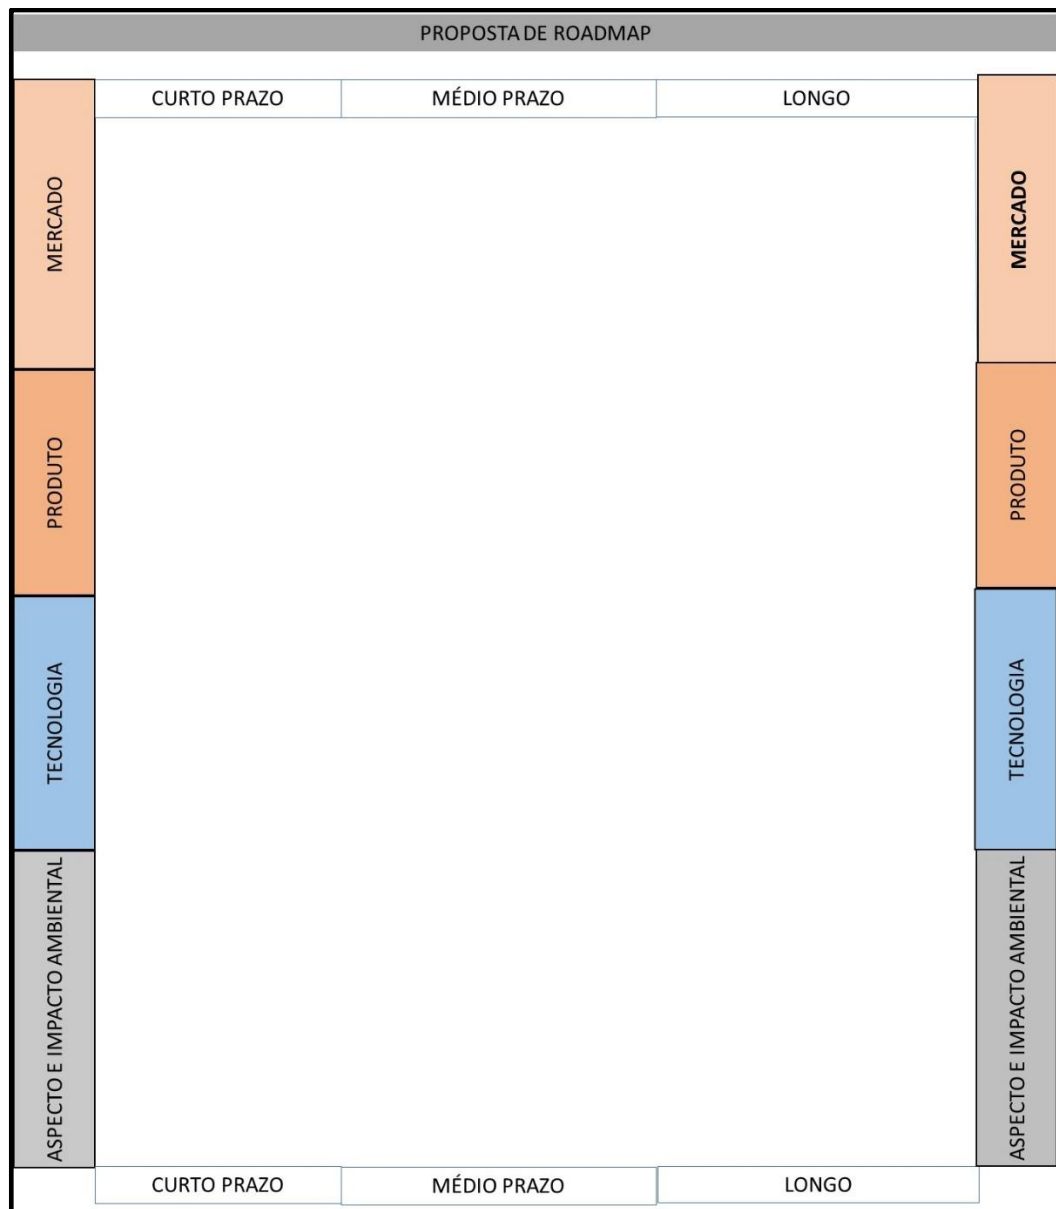 PROPOSTA DE ROADMAP
CURTO PRAZO
MÉDIO PRAZO
LONGO
MERCADO
MERCADO
PRODUTO
PRODUTO
TECNOLOGIA
TECNOLOGIA
ASPECTO E IMPACTO AMBIENTAL
ASPECTO E IMPACTO AMBIENTAL
CURTO PRAZO
MÉDIO PRAZO
LONGO